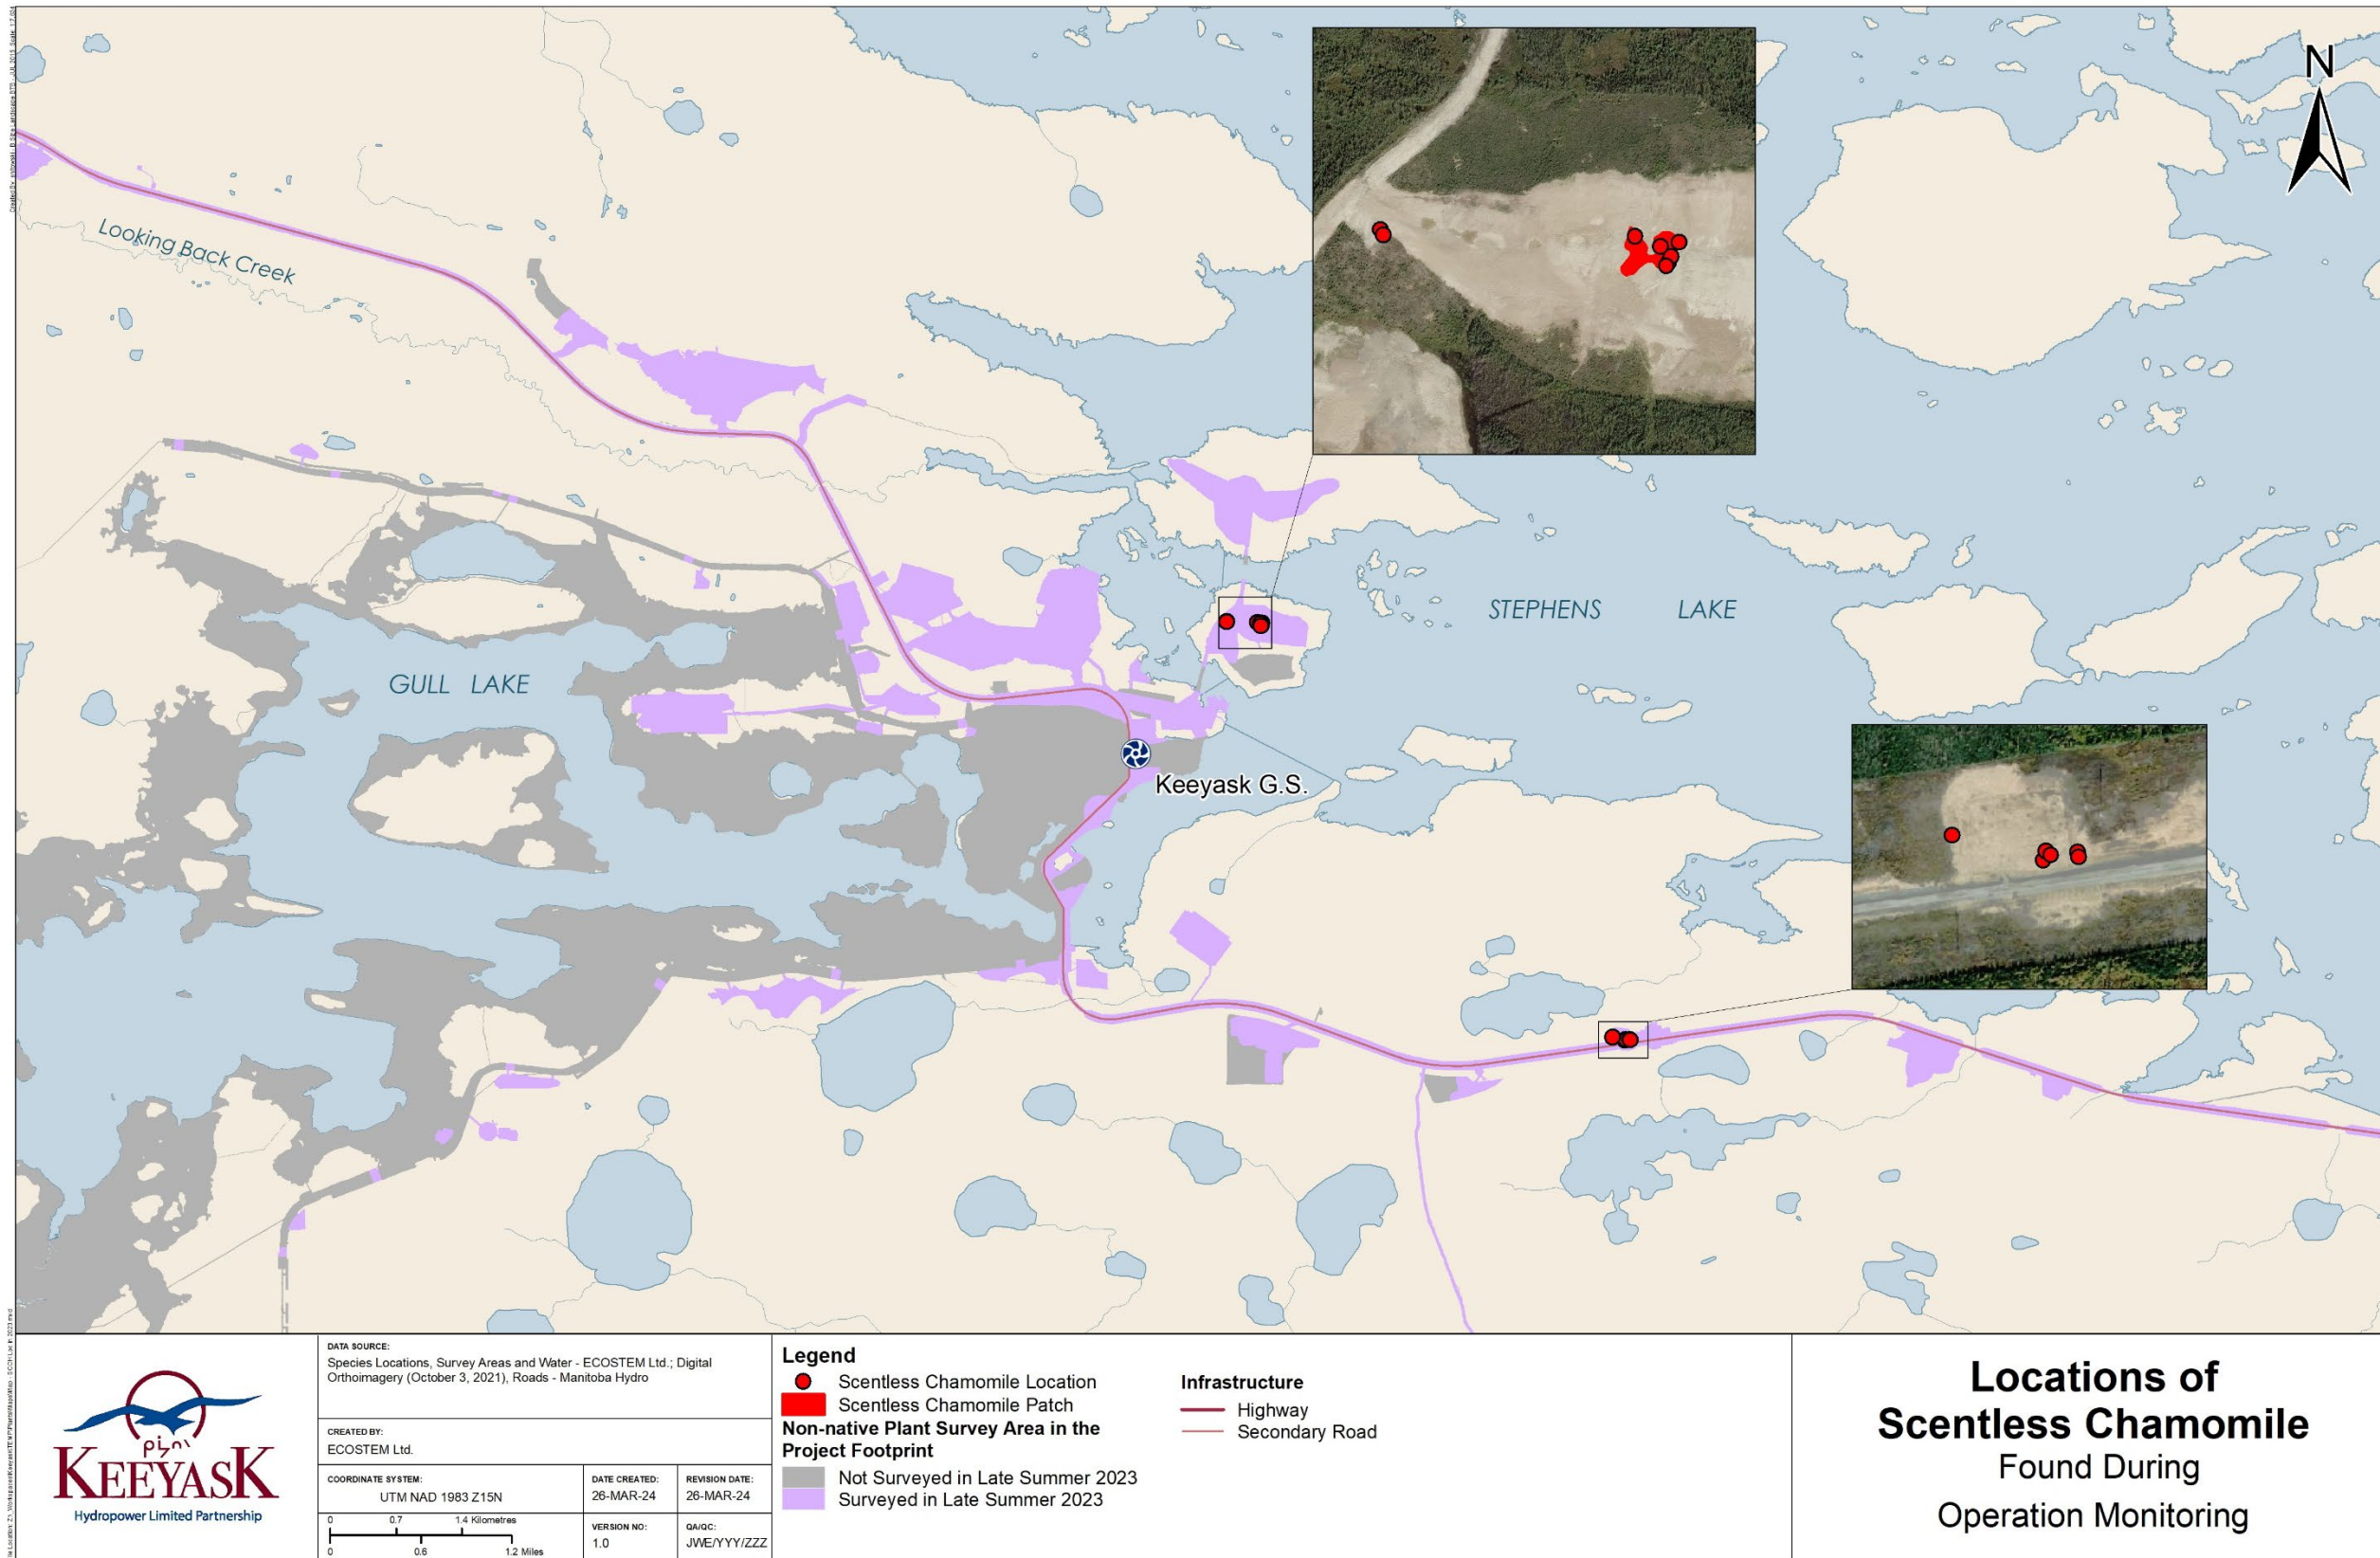 N
Looking Back Creek
STEPHENS LAKE
GULL LAKE
Keeyask G.S.
KEEYASK
Hydropower Limited Partnership
DATA SOURCE:
Species Locations, Survey Areas and Water - ECOSTEM Ltd.; Digital
Orthoimagery (October 3, 2021), Roads - Manitoba Hydro
CREATED BY:
ECOSTEM Ltd.
COORDINATE SYSTEM:
UTM NAD 1983 Z15N
DATE CREATED:
26-MAR-24
REVISION DATE:
26-MAR-24
0 0.7 1.4 Kilometres
0 0.6 1.2 Miles
VERSION NO:
1.0
QA/QC:
JWE/YYY/ZZZ
Legend
Scentless Chamomile Location
Scentless Chamomile Patch
Non-native Plant Survey Area in the
Project Footprint
Not Surveyed in Late Summer 2023
Surveyed in Late Summer 2023
Infrastructure
Highway
Secondary Road
Locations of
Scentless Chamomile
Found During
Operation Monitoring